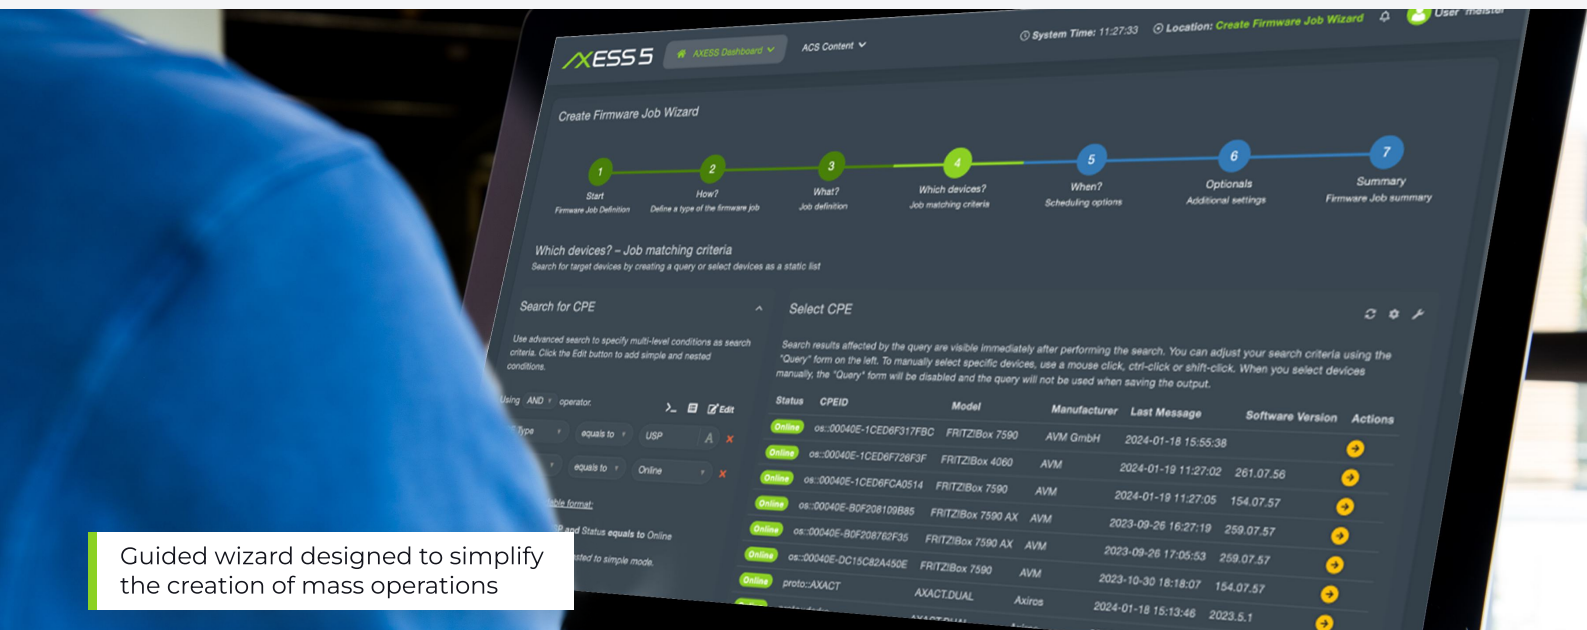 AXESS 5
AXESS Dashboard
ACS Content
System Time: 11:27:33
Location: Create Firmware Job Wizard
User "meister
Create Firmware Job Wizard
1
2
3
4
5
6
7
Start
How?
What?
Which devices?
When?
Optionals
Summary
Firmware Job Definition
Define a type of the firmware job
Job definition
Job matching criteria
Scheduling options
Additional settings
Firmware Job summary
Which devices? – Job matching criteria
Search for target devices by creating a query or select devices as a static list
Search for CPE
Use advanced search to specify multi-level conditions as search
criteria. Click the Edit button to add simple and nested
conditions.
Using AND operator.
Edit
Type equals to USP A
equals to Online
format:
and Status equals to Online
to simple mode.
Select CPE
Search results affected by the query are visible immediately after performing the search. You can adjust your search criteria using the
"Query" form on the left. To manually select specific devices, use a mouse click, ctrl-click or shift-click. When you select devices
manually, the "Query" form will be disabled and the query will not be used when saving the output.
Status CPEID Model Manufacturer Last Message Software Version Actions
Online os::00040E-1CED6F317FBC FRITZ!Box 7590 AVM GmbH 2024-01-18 15:55:38
Online os::00040E-1CED6F726F3F FRITZ!Box 4060 AVM 2024-01-19 11:27:02 261.07.56
Online os::00040E-1CED6FCA0514 FRITZ!Box 7590 AVM 2024-01-19 11:27:05 154.07.57
Online os::00040E-B0F208109B85 FRITZ!Box 7590 AX AVM 2023-09-26 16:27:19 259.07.57
Online os::00040E-B0F208762F35 FRITZ!Box 7590 AX AVM 2023-09-26 17:05:53 259.07.57
Online os::00040E-DC15C82A450E FRITZ!Box 7590 AVM 2023-10-30 18:18:07 154.07.57
Online proto::AXACT AXACT.DUAL Axiros 2024-01-18 15:13:46 2023.5.1
Guided wizard designed to simplify
the creation of mass operations